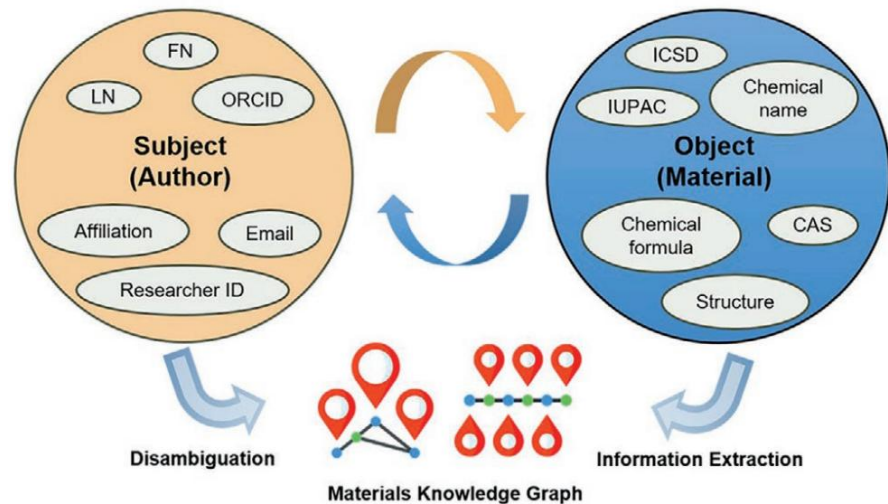 FN
LN
ORCID
Subject
(Author)
Affiliation
Email
Researcher ID
ICSD
IUPAC
Chemical
name
Object
(Material)
Chemical
formula
CAS
Structure
Disambiguation
Information Extraction
Materials Knowledge Graph